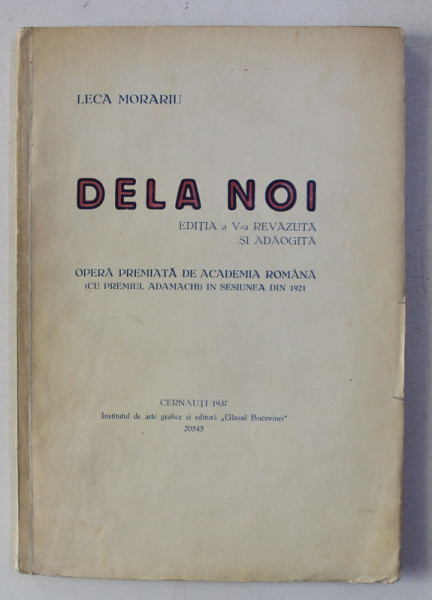 LECA MORARIU
DELA NOI
EDIȚIA a V-a REVĂZUTĂ
ȘI ADĂOGITĂ
OPERĂ PREMIATĂ DE ACADEMIA ROMÂNĂ
(CU PREMIUL ADAMACHI) IN SESIUNEA DIN 1921
CERNĂUȚI 1937
Institutul de arte grafice și editură „Glasul Bucovinei“
20545